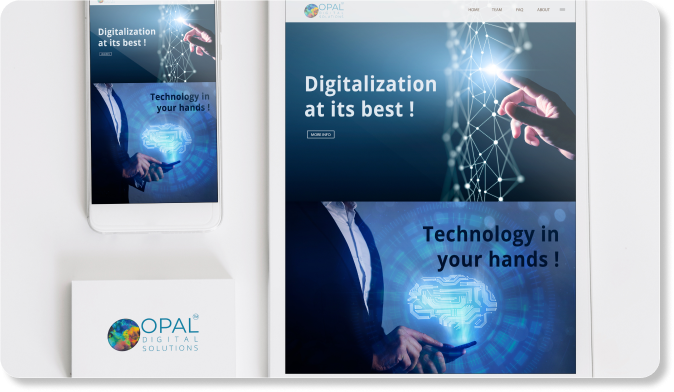 Digitalization
at its best !
Technology in
your hands !
OPAL
DIGITAL
SOLUTIONS
OPAL
HOME TEAM FAQ ABOUT
Digitalization
at its best !
MORE INFO
Technology in
your hands !